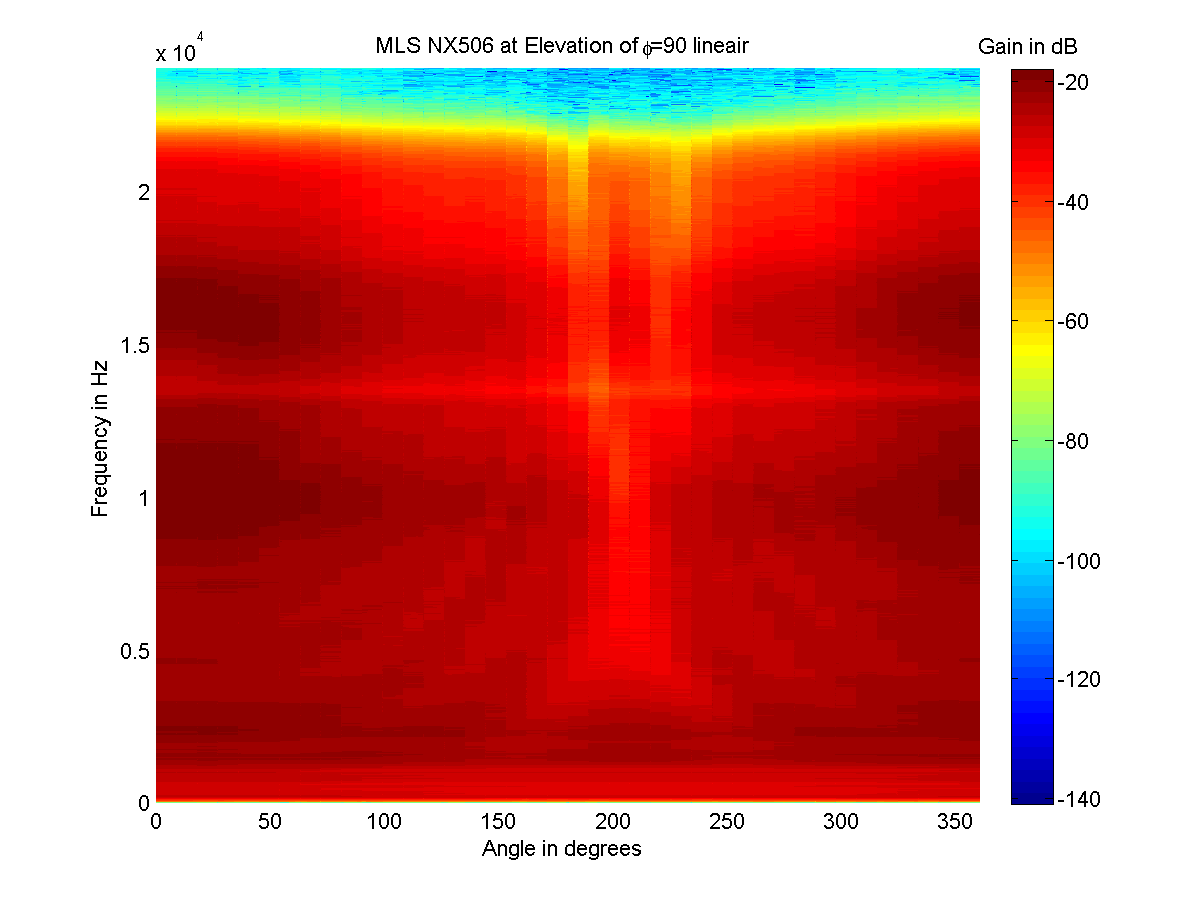 MLS NX506 at Elevation of ϕ=90 lineair
Gain in dB
x 10^4
2
1.5
1
0.5
0
Frequency in Hz
0 50 100 150 200 250 300 350
Angle in degrees
-20
-40
-60
-80
-100
-120
-140